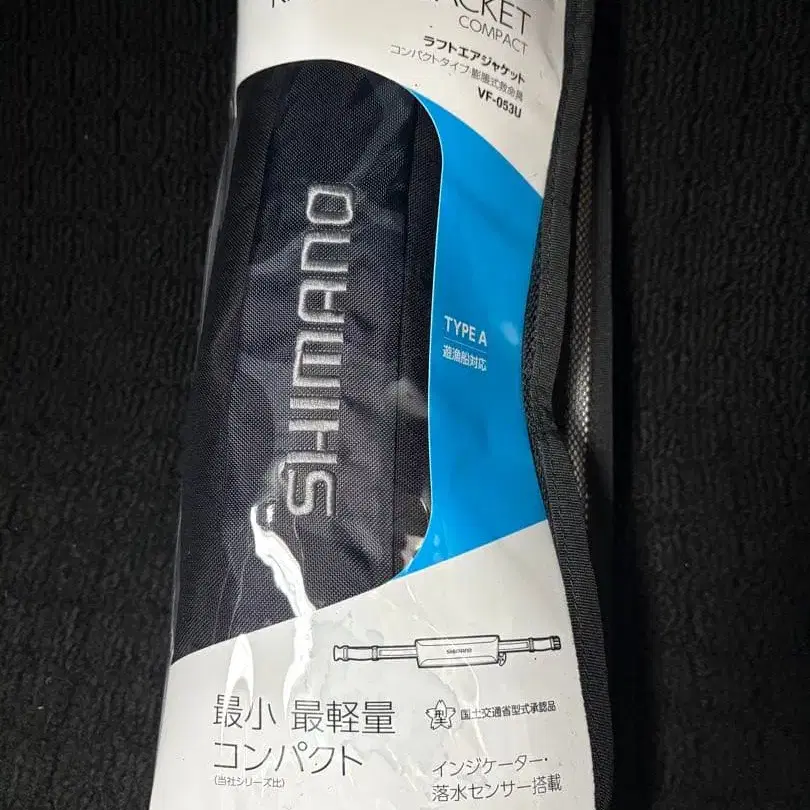 JACKET
COMPACT
ラフトエアジャケット
コンパクトタイプ膨脹式救命具
VF-053U
SHIMANO
TYPE A
遊漁船対応
SHIMANO
最小 最軽量
コンパクト
(当社シリーズ比)
型
国土交通省型式承認品
インジケーター・
落水センサー搭載